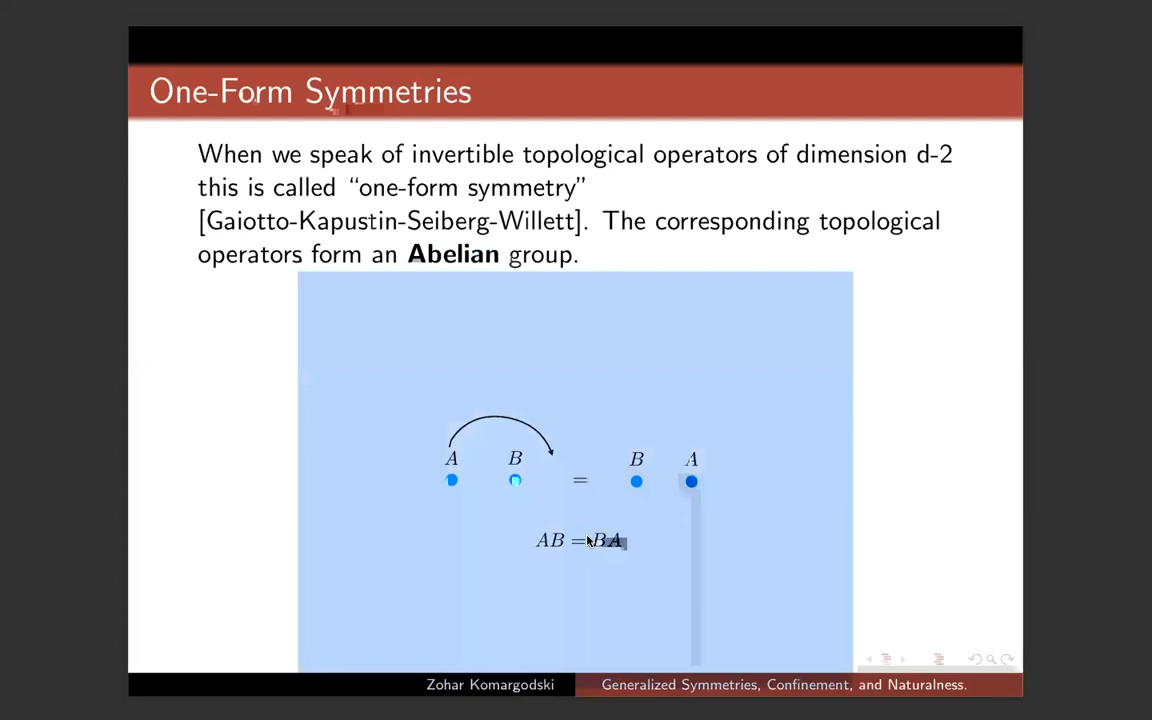 One-Form Symmetries
When we speak of invertible topological operators of dimension d-2
this is called “one-form symmetry”
[Gaiotto-Kapustin-Seiberg-Willett]. The corresponding topological
operators form an Abelian group.
A B B A
=
AB = BA
Zohar Komargodski Generalized Symmetries, Confinement, and Naturalness.